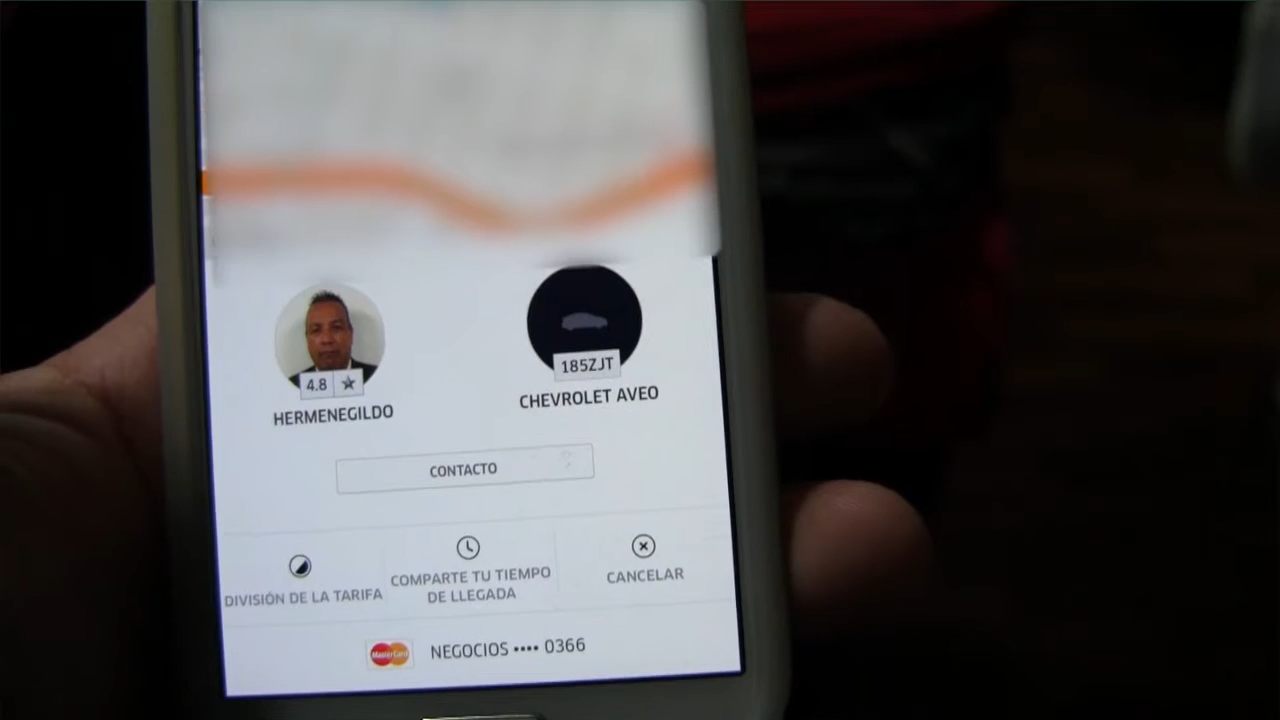 4.8 ★
HERMENEGILDO
185ZJT
CHEVROLET AVEO
CONTACTO
DIVISIÓN DE LA TARIFA
COMPARTE TU TIEMPO
DE LLEGADA
CANCELAR
MasterCard
NEGOCIOS •••• 0366